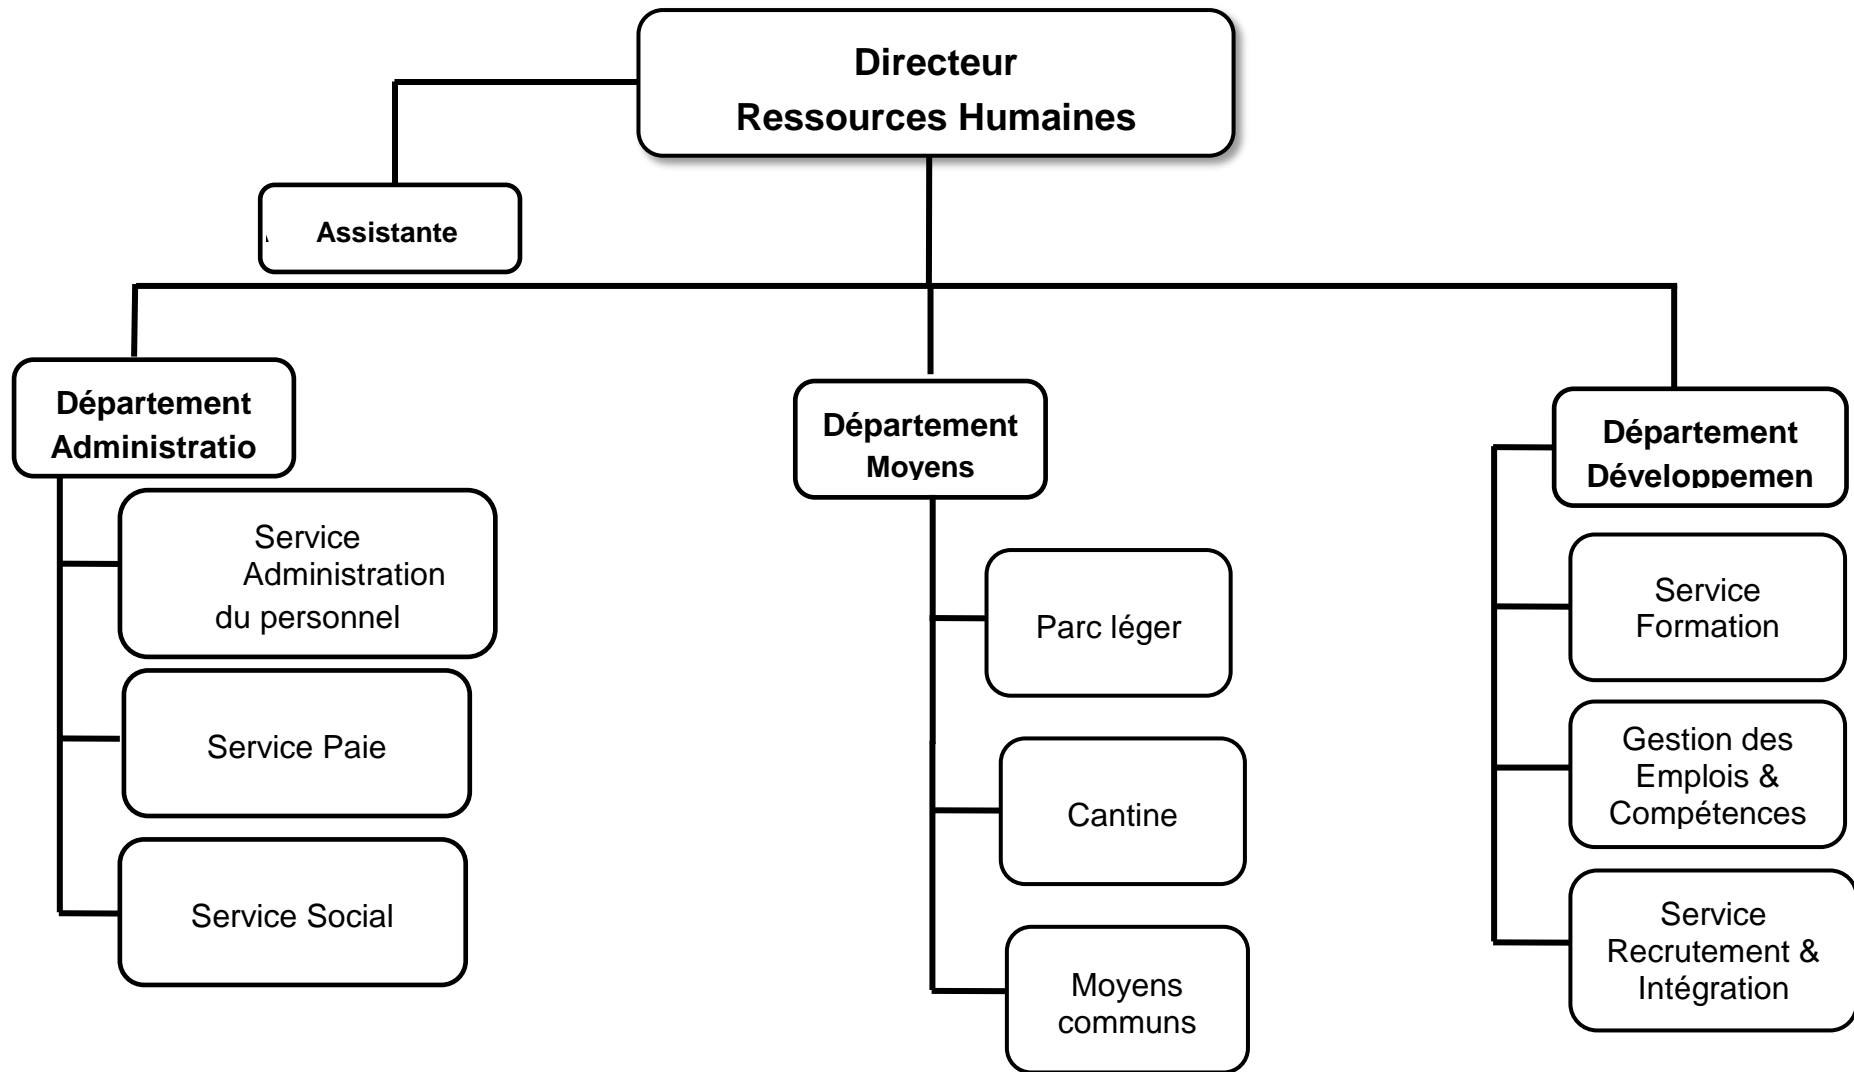 Directeur
Ressources Humaines
Assistante
Département
Administratio
Service
Administration
du personnel
Service Paie
Service Social
Département
Moyens
Parc léger
Cantine
Moyens
communs
Département
Développemen
Service
Formation
Gestion des
Emplois &
Compétences
Service
Recrutement &
Intégration